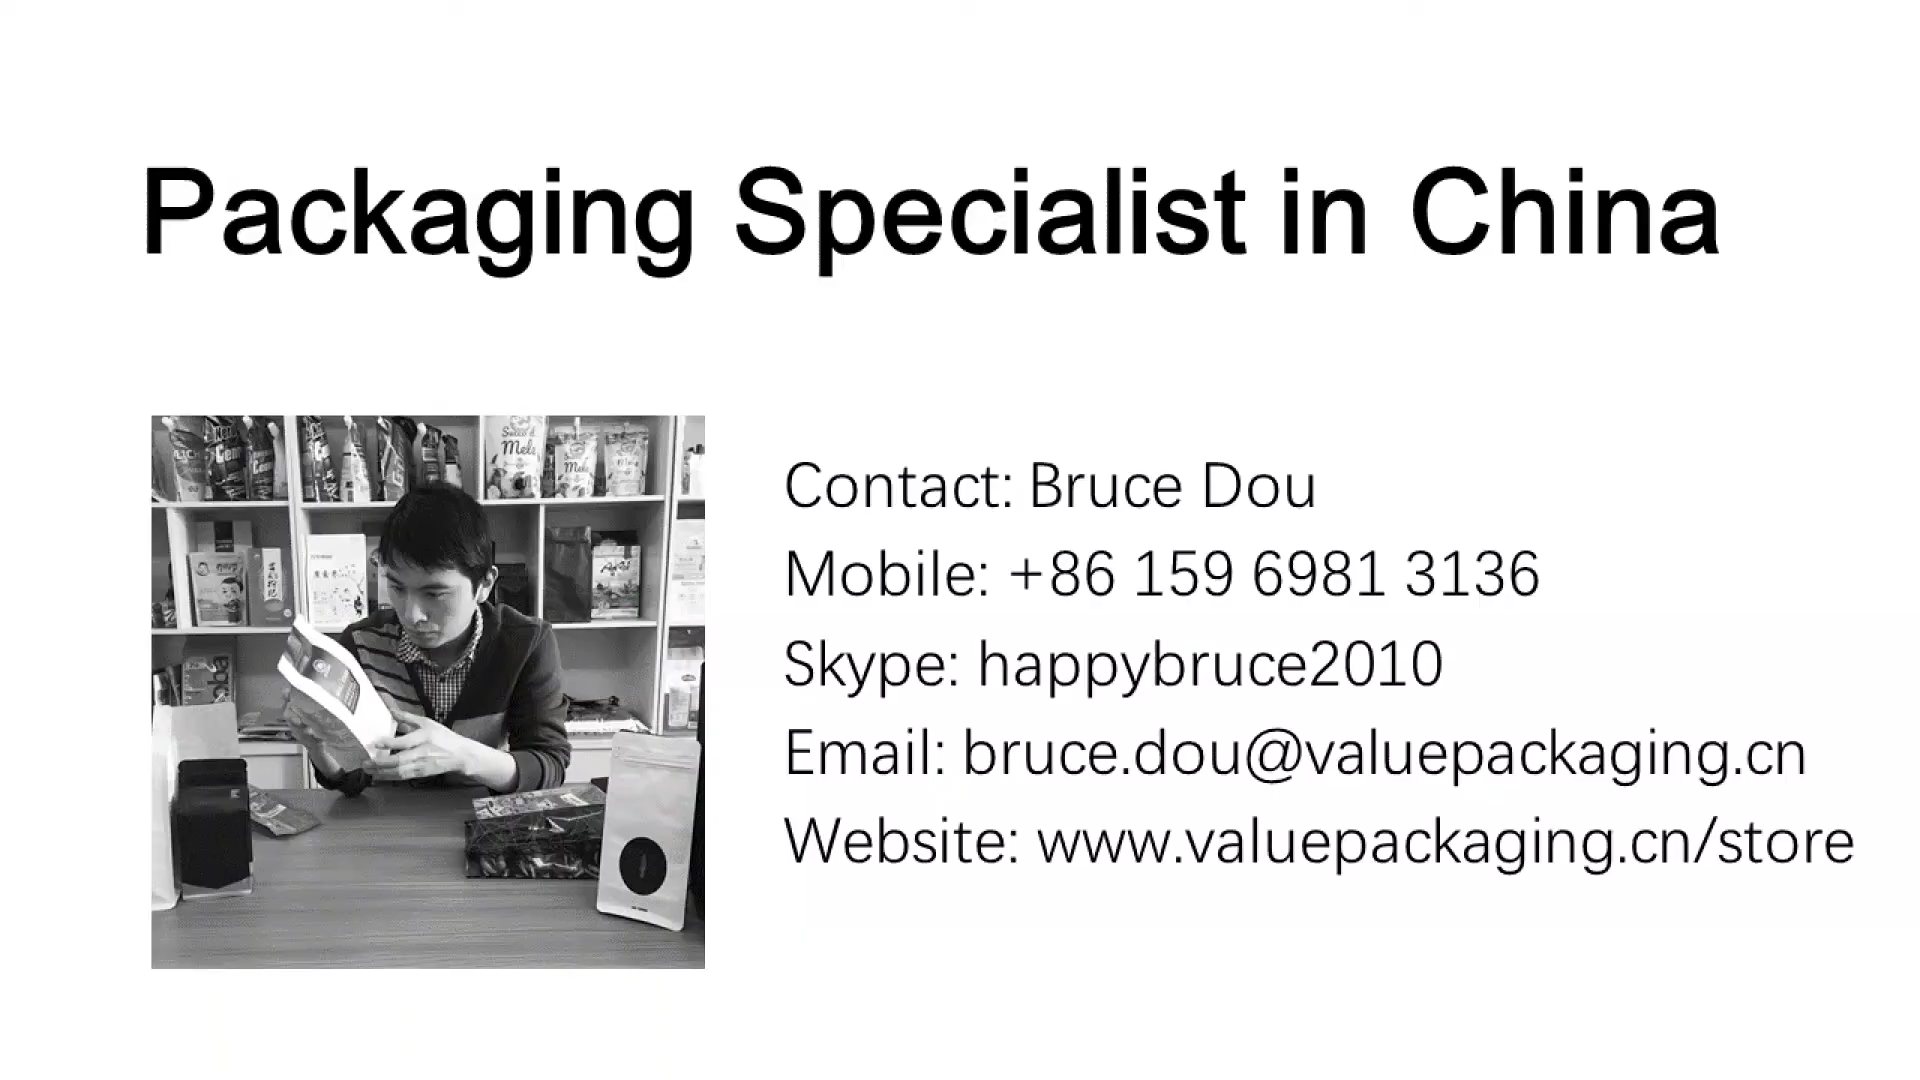 Packaging Specialist in China
Contact: Bruce Dou
Mobile: +86 159 6981 3136
Skype: happybruce2010
Email: bruce.dou@valuepackaging.cn
Website: www.valuepackaging.cn/store